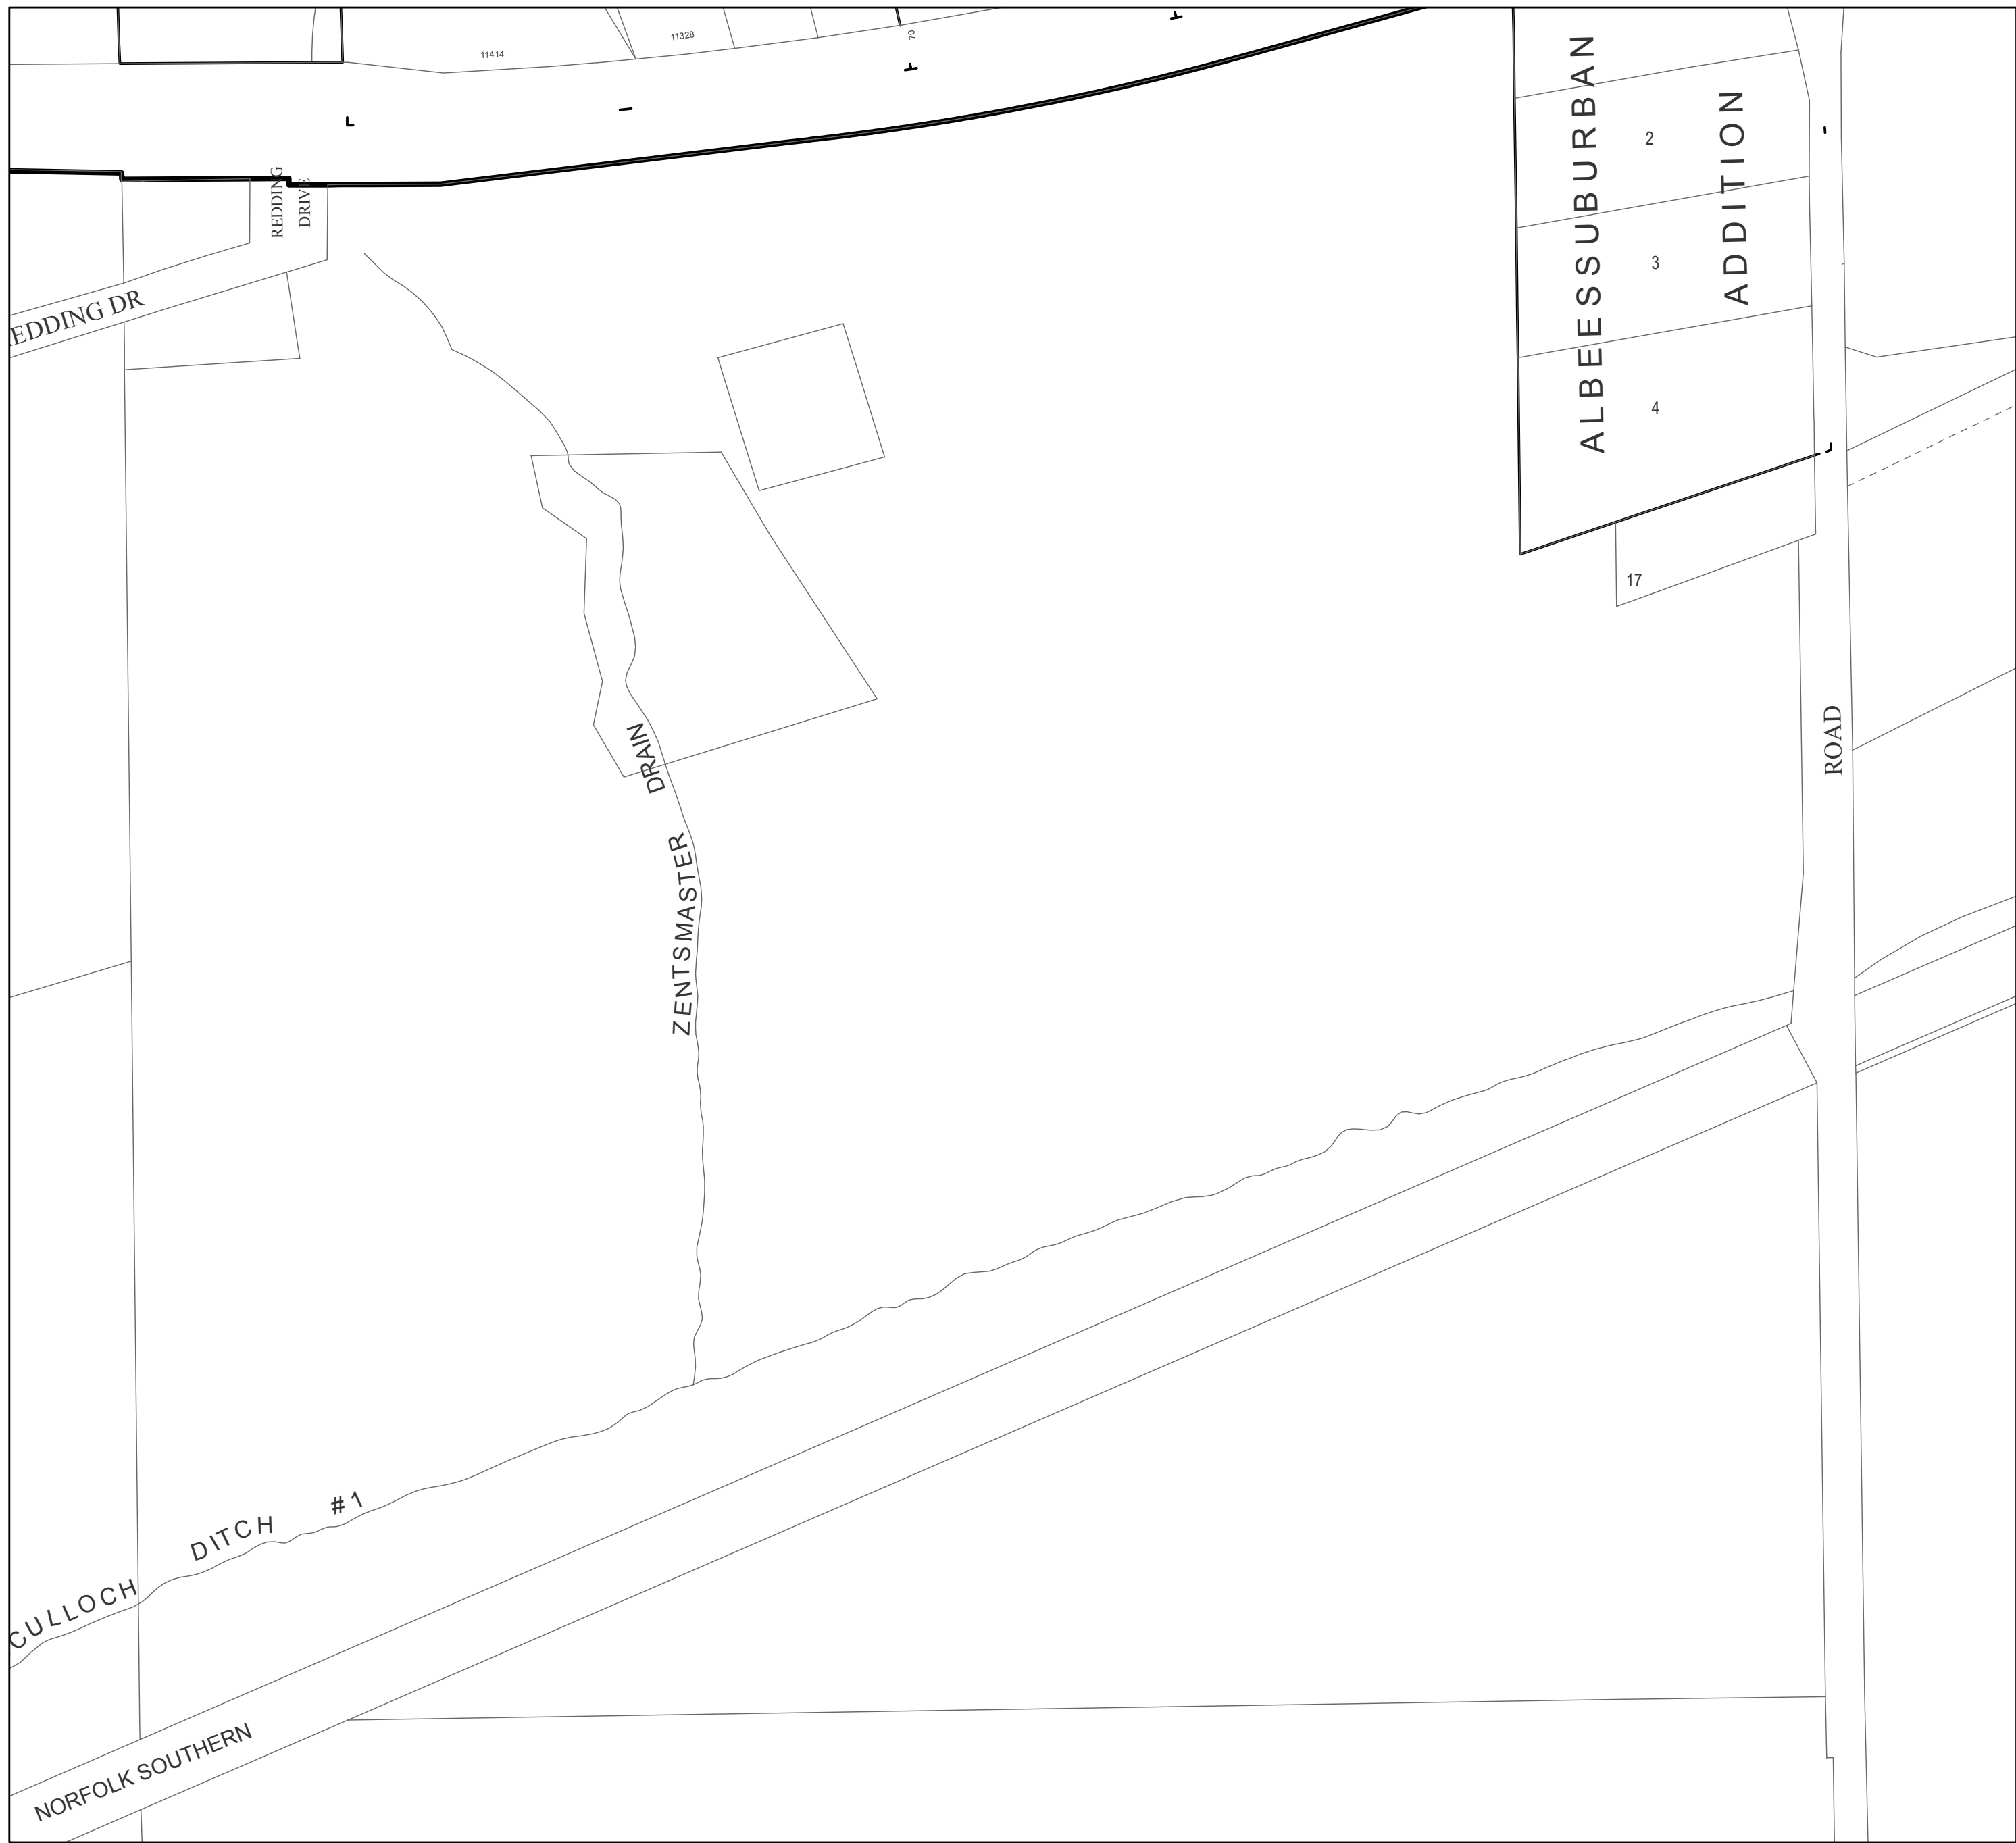 11414
11328
70
ALBEESSUBURBAN
ADDITION
2
3
4
17
REDDING
DRIVE
EDDING DR
ROAD
DRAIN
ZENTSMASTER
CULLOCH DITCH #1
NORFOLK SOUTHERN